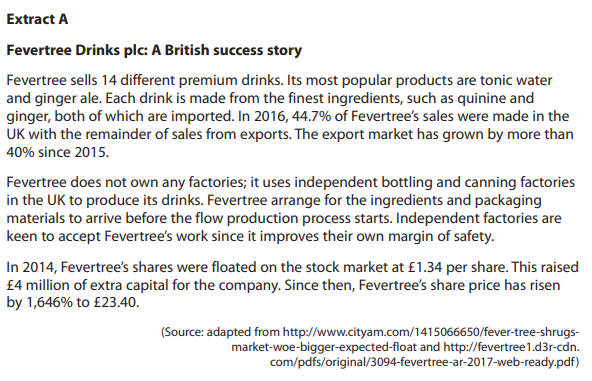 Extract A
Fevertree Drinks plc: A British success story
Fevertree sells 14 different premium drinks. Its most popular products are tonic water
and ginger ale. Each drink is made from the finest ingredients, such as quinine and
ginger, both of which are imported. In 2016, 44.7% of Fevertree’s sales were made in the
UK with the remainder of sales from exports. The export market has grown by more than
40% since 2015.
Fevertree does not own any factories; it uses independent bottling and canning factories
in the UK to produce its drinks. Fevertree arrange for the ingredients and packaging
materials to arrive before the flow production process starts. Independent factories are
keen to accept Fevertree’s work since it improves their own margin of safety.
In 2014, Fevertree’s shares were floated on the stock market at £1.34 per share. This raised
£4 million of extra capital for the company. Since then, Fevertree’s share price has risen
by 1,646% to £23.40.
(Source: adapted from http://www.cityam.com/1415066650/fever-tree-shrugs-
market-woe-bigger-expected-float and http://fevertree1.d3r-cdn.
com/pdfs/original/3094-fevertree-ar-2017-web-ready.pdf)